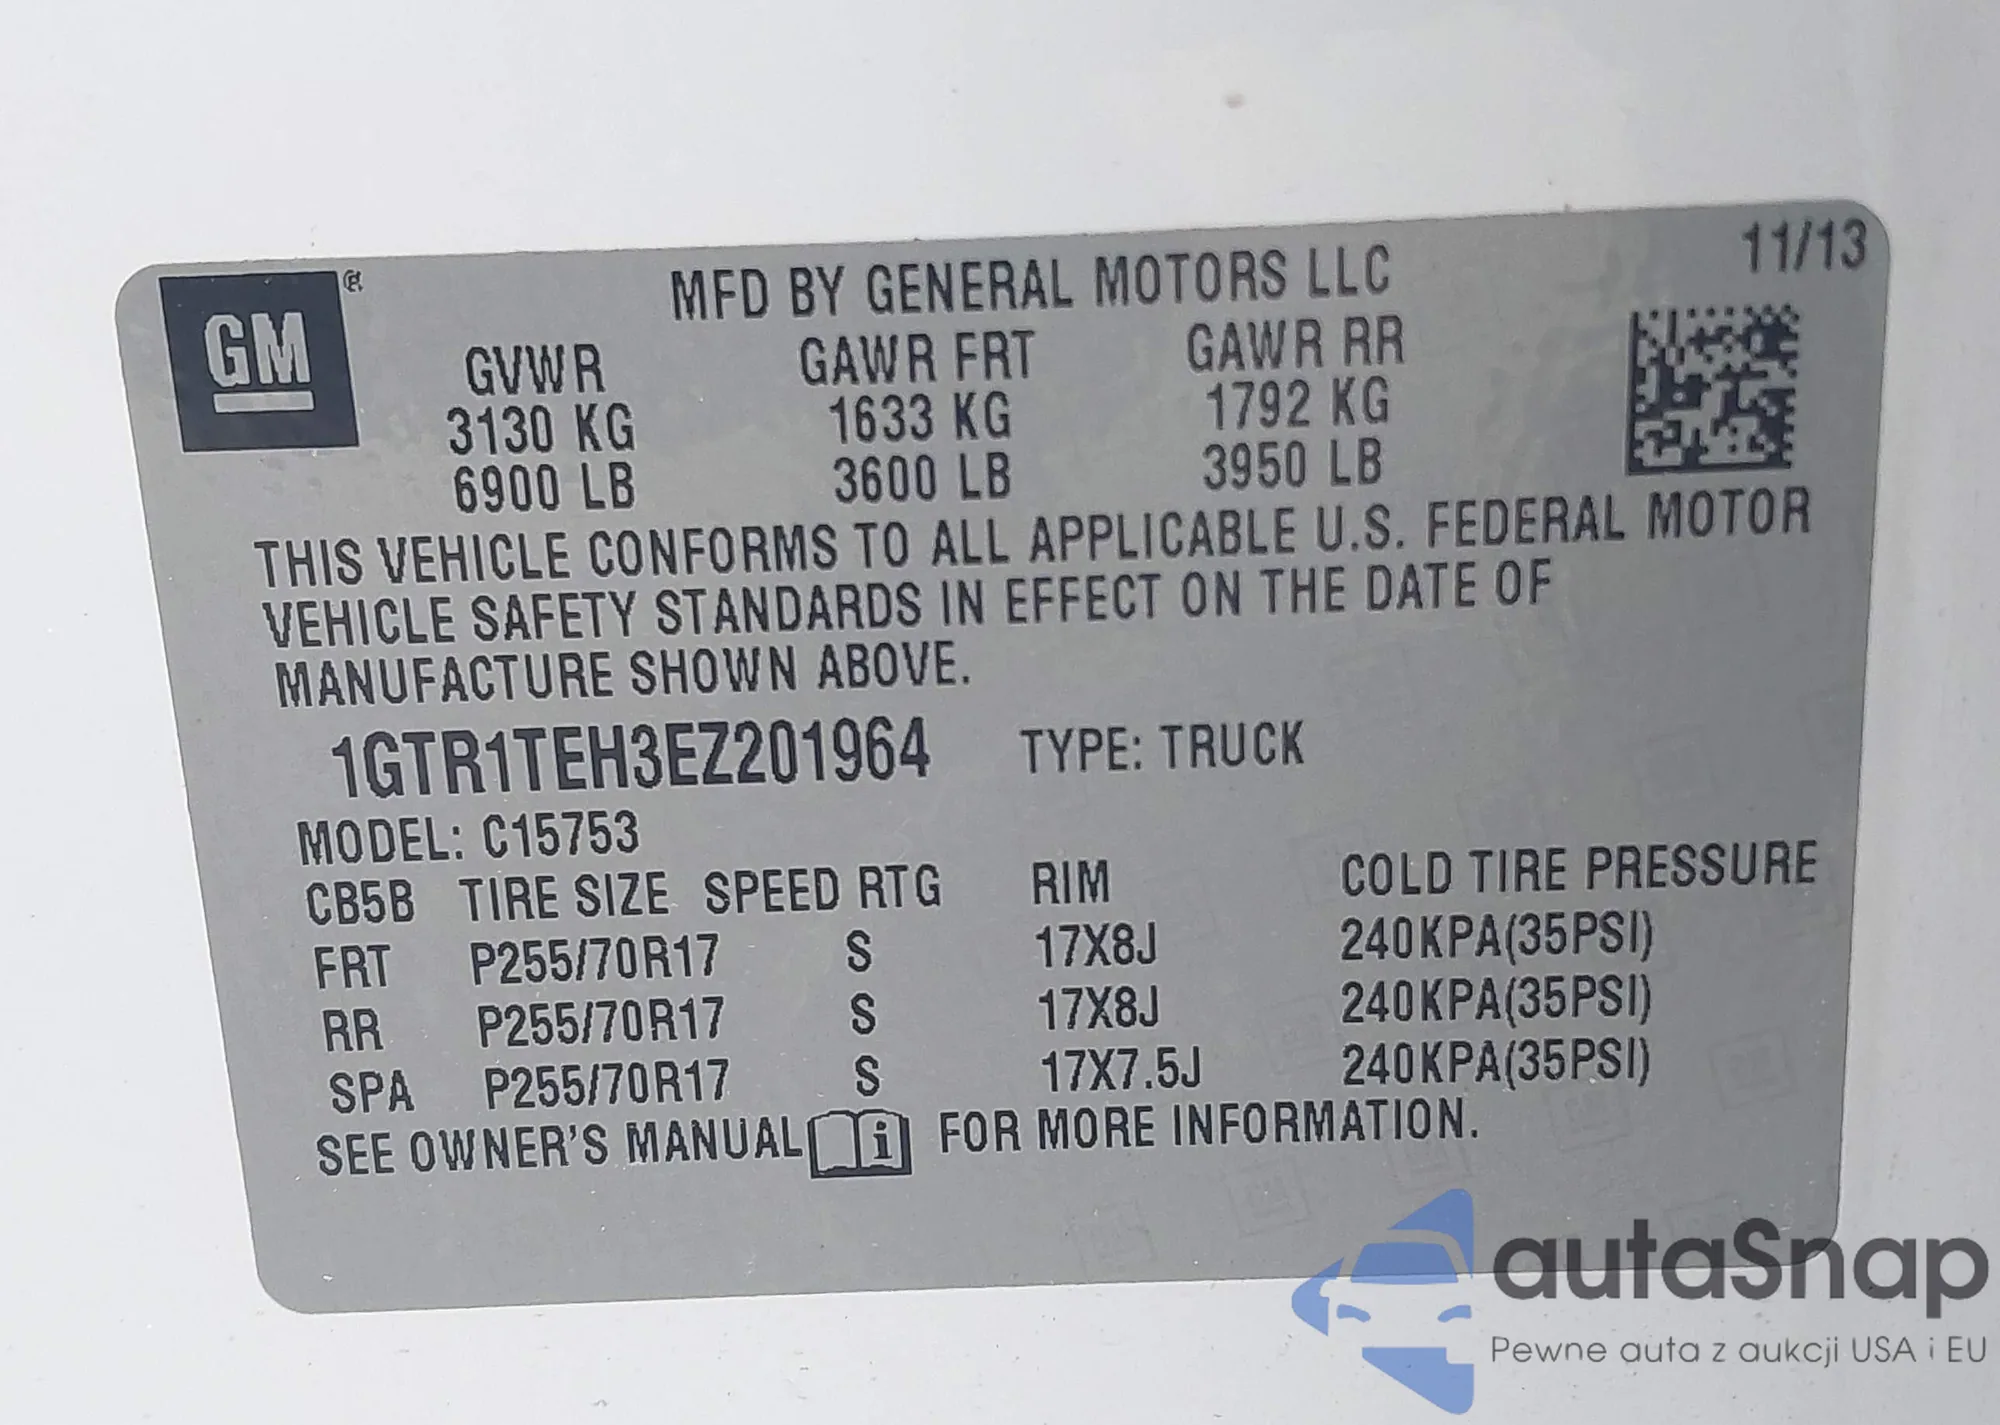 11/13
GM
MFD BY GENERAL MOTORS LLC
GVWR GAWR FRT GAWR RR
3130 KG 1633 KG 1792 KG
6900 LB 3600 LB 3950 LB
THIS VEHICLE CONFORMS TO ALL APPLICABLE U.S. FEDERAL MOTOR
VEHICLE SAFETY STANDARDS IN EFFECT ON THE DATE OF
MANUFACTURE SHOWN ABOVE.
1GTR1TEH3EZ201964 TYPE: TRUCK
MODEL: C15753
CB5B TIRE SIZE SPEED RTG RIM COLD TIRE PRESSURE
FRT P255/70R17 S 17X8J 240KPA(35PSI)
RR P255/70R17 S 17X8J 240KPA(35PSI)
SPA P255/70R17 S 17X7.5J 240KPA(35PSI)
SEE OWNER'S MANUAL i FOR MORE INFORMATION.
autaSnap
Pewne auta z aukcji USA i EU